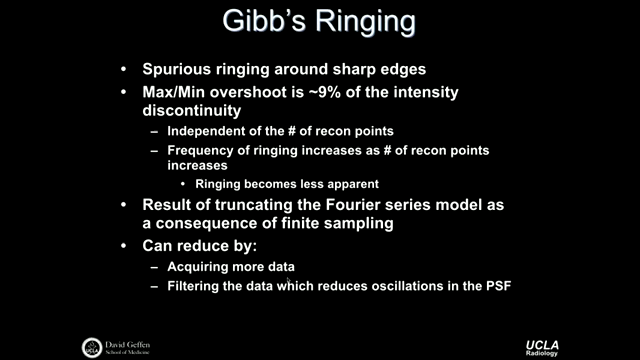 Gibb's Ringing
• Spurious ringing around sharp edges
• Max/Min overshoot is ~9% of the intensity
discontinuity
– Independent of the # of recon points
– Frequency of ringing increases as # of recon points
increases
• Ringing becomes less apparent
• Result of truncating the Fourier series model as
a consequence of finite sampling
• Can reduce by:
– Acquiring more data
– Filtering the data which reduces oscillations in the PSF
UCLA
David Geffen
School of Medicine
UCLA
Radiology